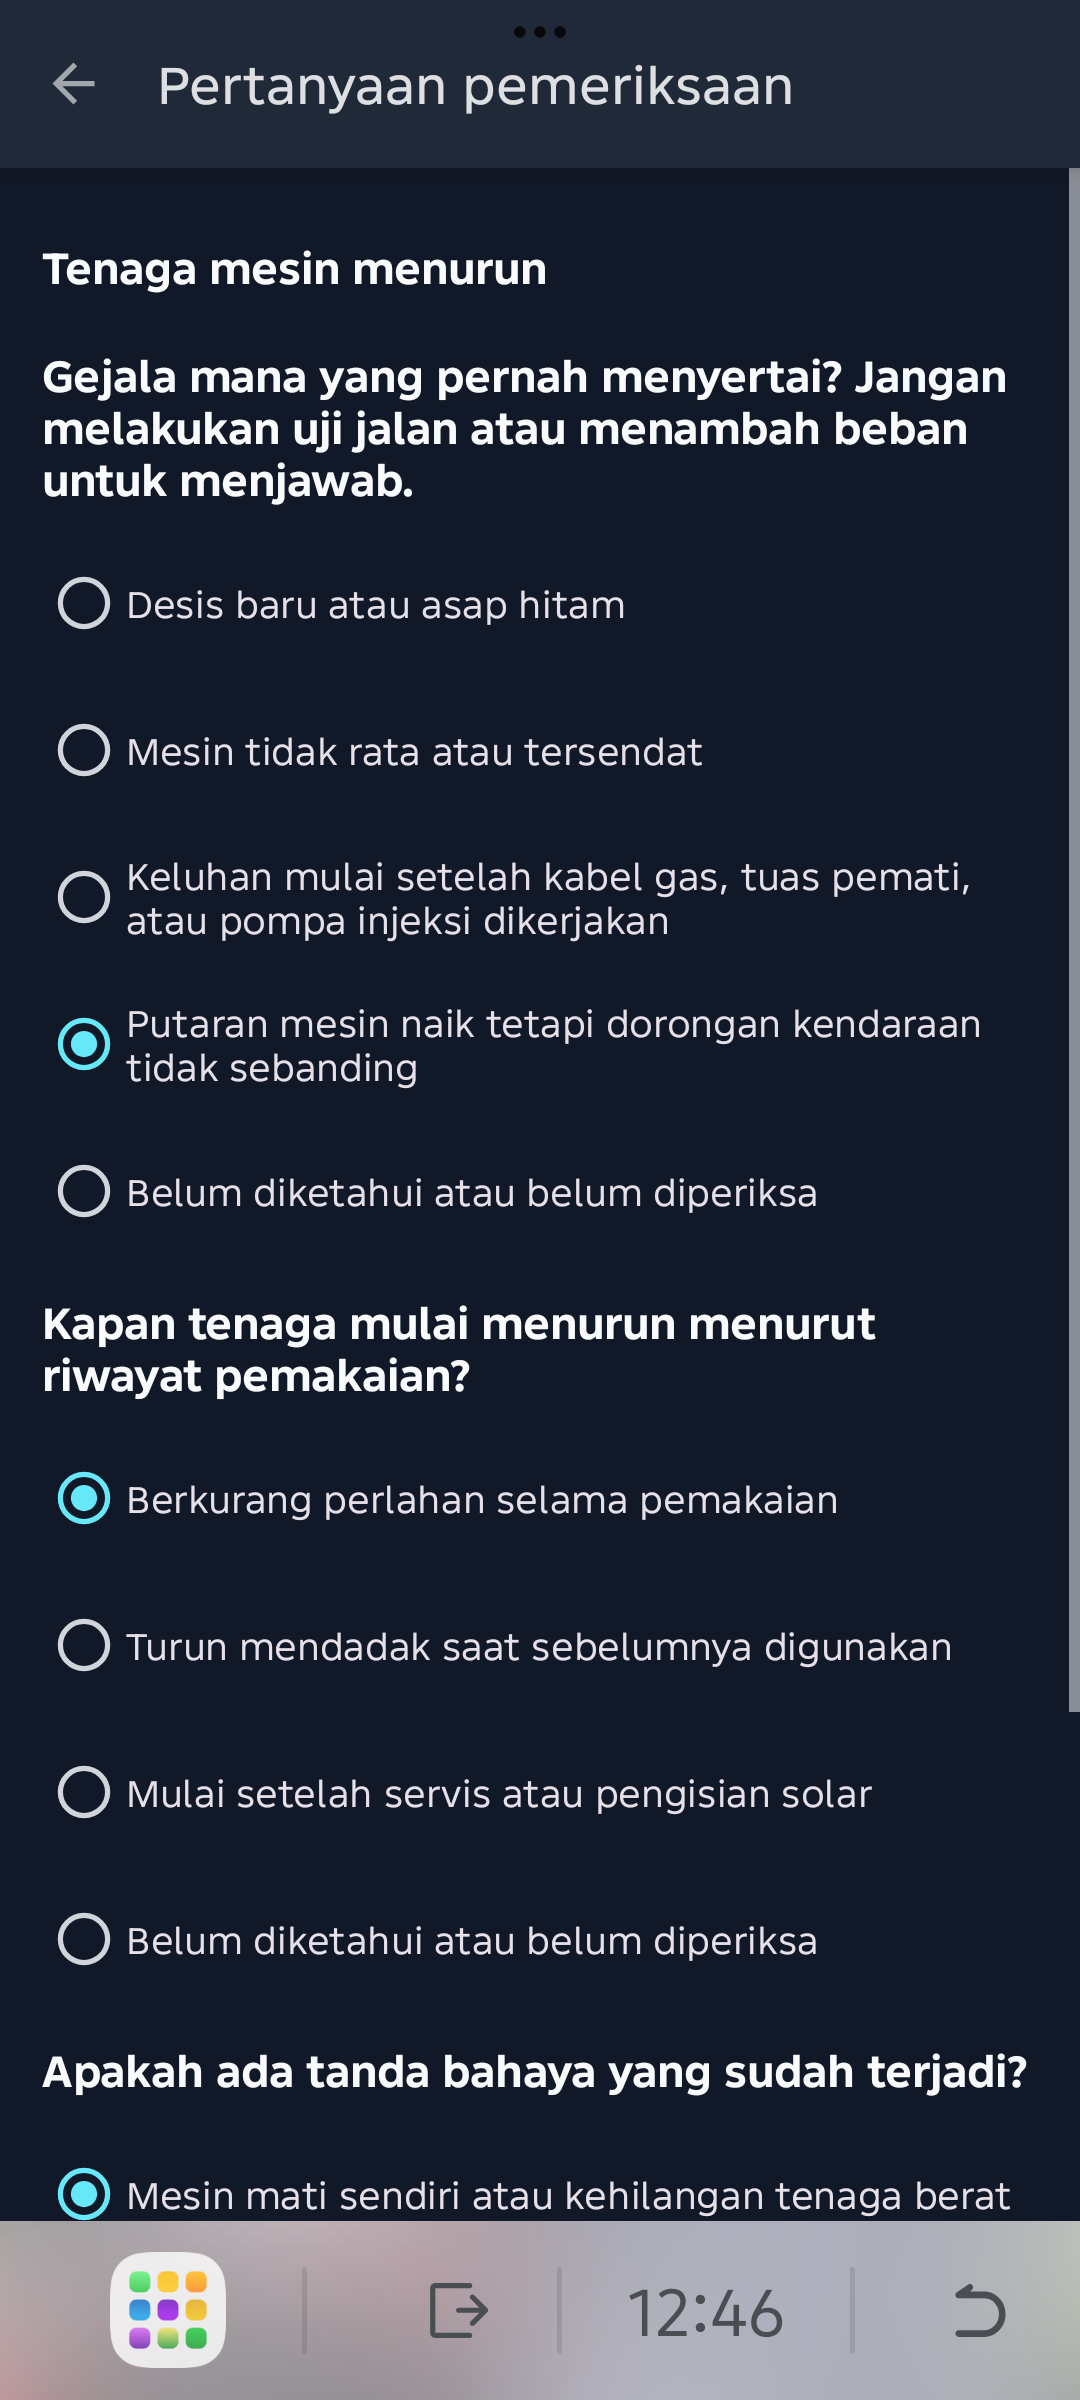 Pertanyaan pemeriksaan
Tenaga mesin menurun
Gejala mana yang pernah menyertai? Jangan
melakukan uji jalan atau menambah beban
untuk menjawab.
Desis baru atau asap hitam
Mesin tidak rata atau tersendat
Keluhan mulai setelah kabel gas, tuas pemati,
atau pompa injeksi dikerjakan
Putaran mesin naik tetapi dorongan kendaraan
tidak sebanding
Belum diketahui atau belum diperiksa
Kapan tenaga mulai menurun menurut
riwayat pemakaian?
Berkurang perlahan selama pemakaian
Turun mendadak saat sebelumnya digunakan
Mulai setelah servis atau pengisian solar
Belum diketahui atau belum diperiksa
Apakah ada tanda bahaya yang sudah terjadi?
Mesin mati sendiri atau kehilangan tenaga berat
12:46